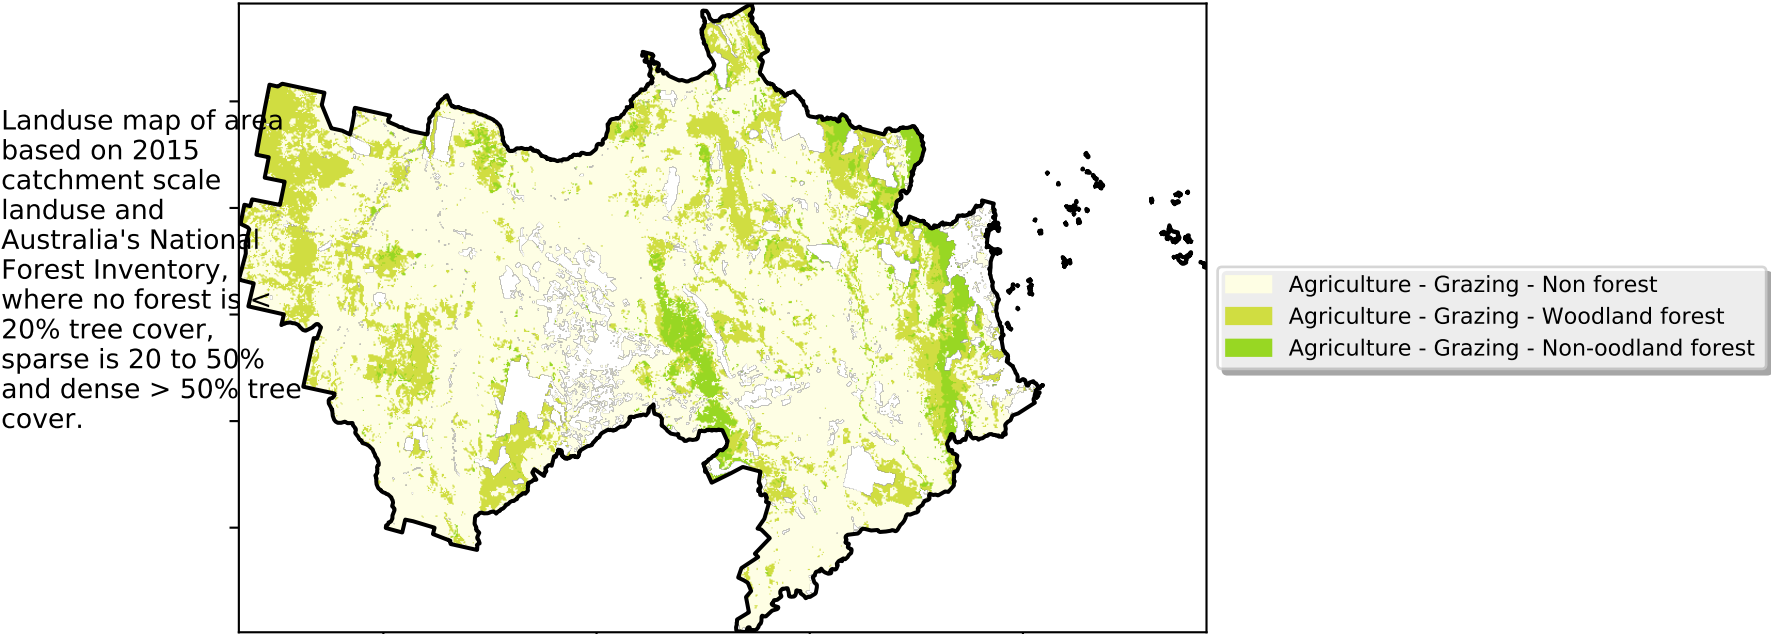 Landuse map of area
based on 2015
catchment scale
landuse and
Australia's National
Forest Inventory,
where no forest is <
20% tree cover,
sparse is 20 to 50%
and dense > 50% tree
cover.
Agriculture - Grazing - Non forest
Agriculture - Grazing - Woodland forest
Agriculture - Grazing - Non-oodland forest